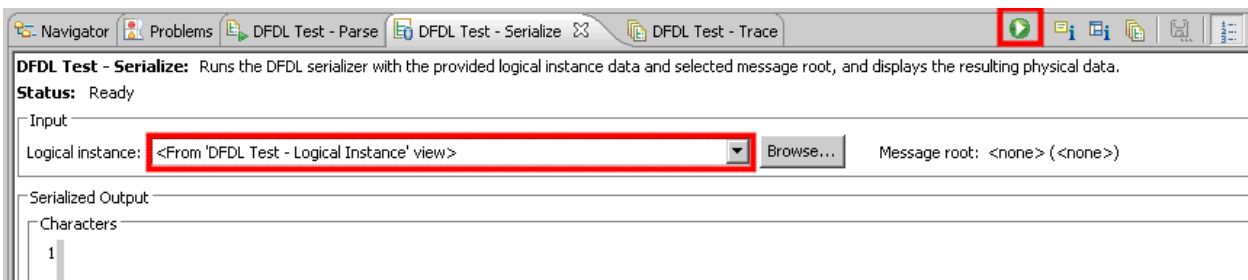 Navigator Problems DFDL Test - Parse DFDL Test - Serialize DFDL Test - Trace
DFDL Test - Serialize: Runs the DFDL serializer with the provided logical instance data and selected message root, and displays the resulting physical data.
Status: Ready
Input
Logical instance: <From 'DFDL Test - Logical Instance' view> Browse... Message root: <none> (<none>)
Serialized Output
Characters
1